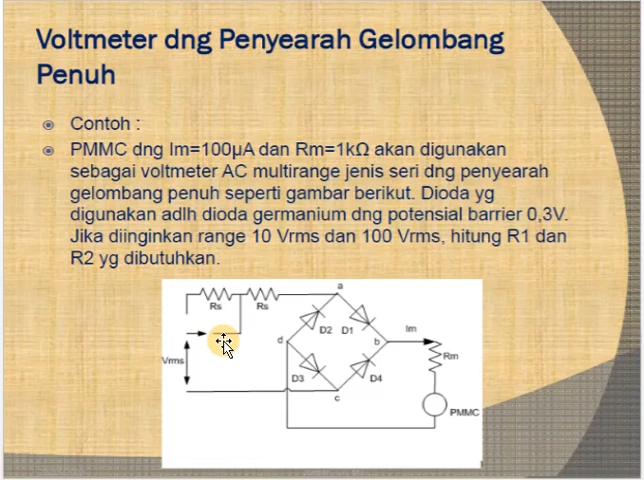 Voltmeter dng Penyearah Gelombang
Penuh
Contoh :
PMMC dng Im=100µA dan Rm=1kΩ akan digunakan
sebagai voltmeter AC multirange jenis seri dng penyearah
gelombang penuh seperti gambar berikut. Dioda yg
digunakan adlh dioda germanium dng potensial barrier 0,3V.
Jika diinginkan range 10 Vrms dan 100 Vrms, hitung R1 dan
R2 yg dibutuhkan.
a
Rs Rs
D2 D1 Im
d b
Rm
Vrms
D3 D4
c
PMMC